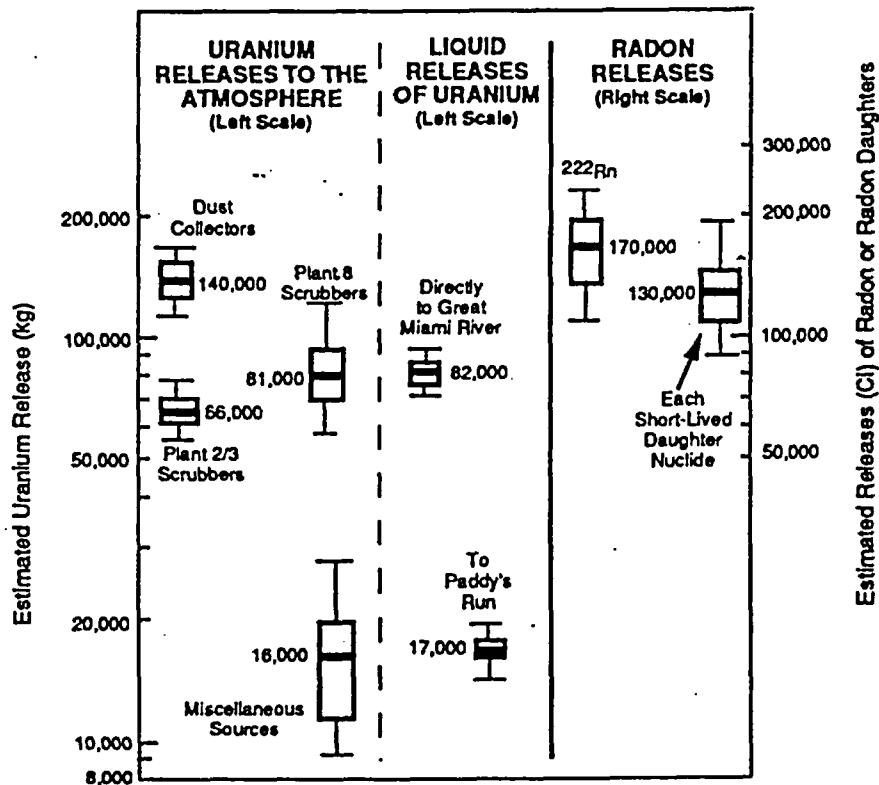 URANIUM
RELEASES TO THE
ATMOSPHERE
(Left Scale)
LIQUID
RELEASES
OF URANIUM
(Left Scale)
RADON
RELEASES
(Right Scale)
Estimated Uranium Release (kg)
200,000
100,000
50,000
20,000
10,000
8,000
Dust
Collectors
140,000
Plant 8
Scrubbers
81,000
66,000
Plant 2/3
Scrubbers
16,000
Miscellaneous
Sources
Directly
to Great
Miami River
82,000
To
Paddy's
Run
17,000
222Rn
170,000
130,000
Each
Short-Lived
Daughter
Nuclide
300,000
200,000
100,000
50,000
Estimated Releases (Ci) of Radon or Radon Daughters